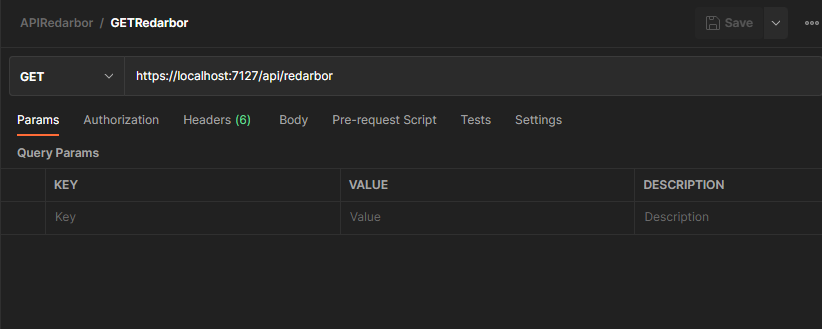 APIRedarbor / GETRedarbor Save
GET https://localhost:7127/api/redarbor
Params Authorization Headers (6) Body Pre-request Script Tests Settings
Query Params
KEY VALUE DESCRIPTION
Key Value Description